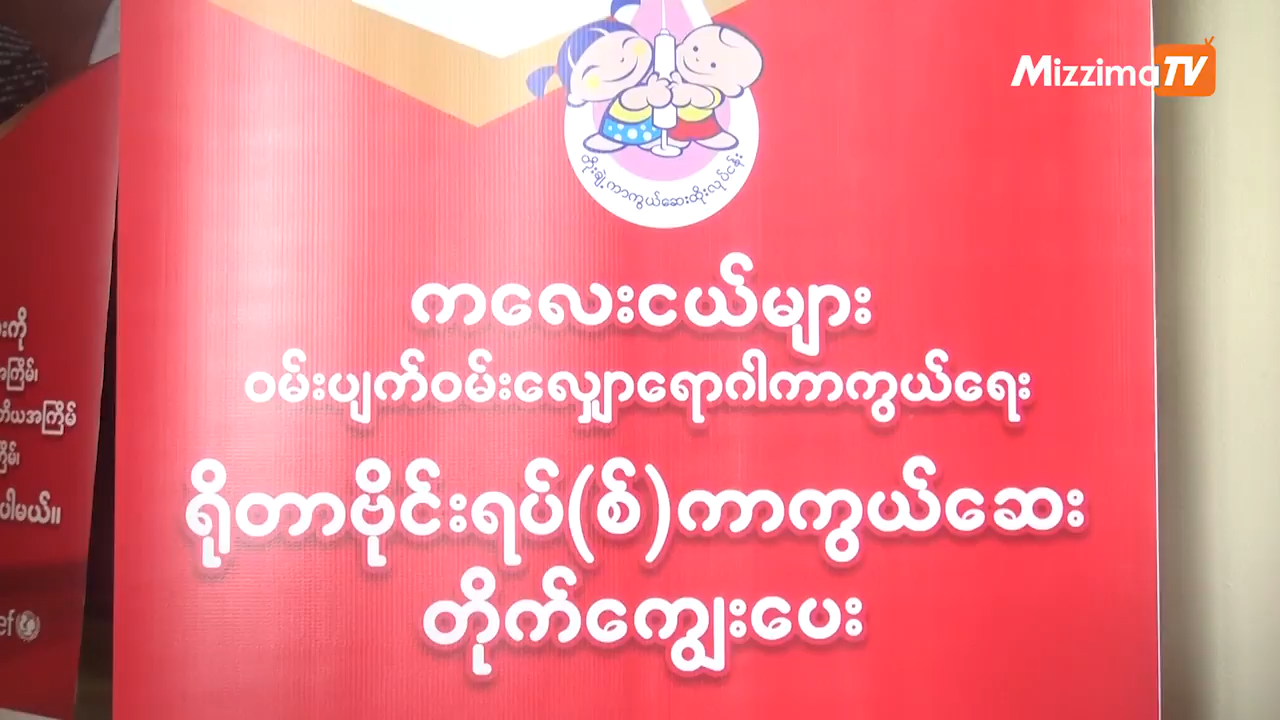 MizzimaTV
တိုးချဲ့ကာကွယ်ဆေးထိုးလုပ်ငန်း
ကလေးငယ်များ
ဝမ်းပျက်ဝမ်းလျှောရောဂါကာကွယ်ရေး
ရိုတာဗိုင်းရပ်(စ်)ကာကွယ်ဆေး
တိုက်ကျွေးပေး